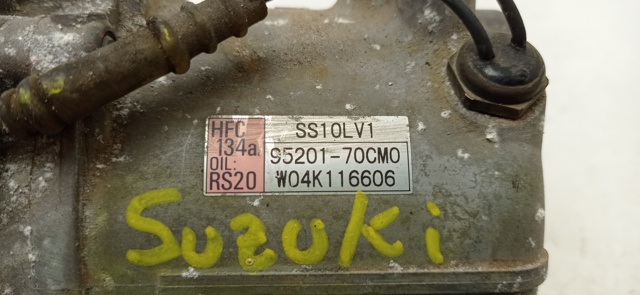 HFC
134a
OIL:
RS20
SS10LV1
95201-70CM0
W04K116606
Suzuki